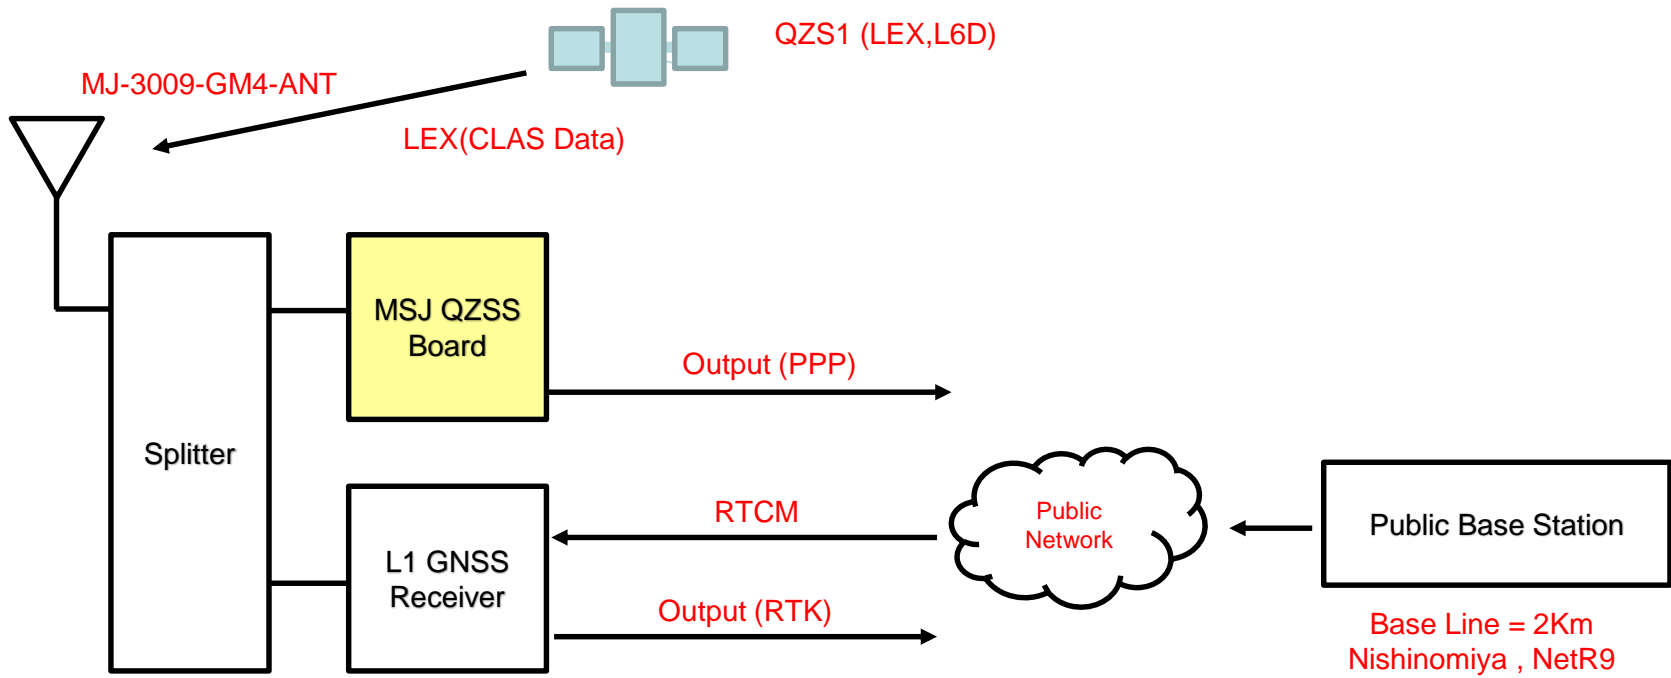 QZS1 (LEX,L6D)
MJ-3009-GM4-ANT
LEX(CLAS Data)
MSJ QZSS
Board
Output (PPP)
Splitter
RTCM
Public
Network
Public Base Station
L1 GNSS
Receiver
Output (RTK)
Base Line = 2Km
Nishinomiya , NetR9